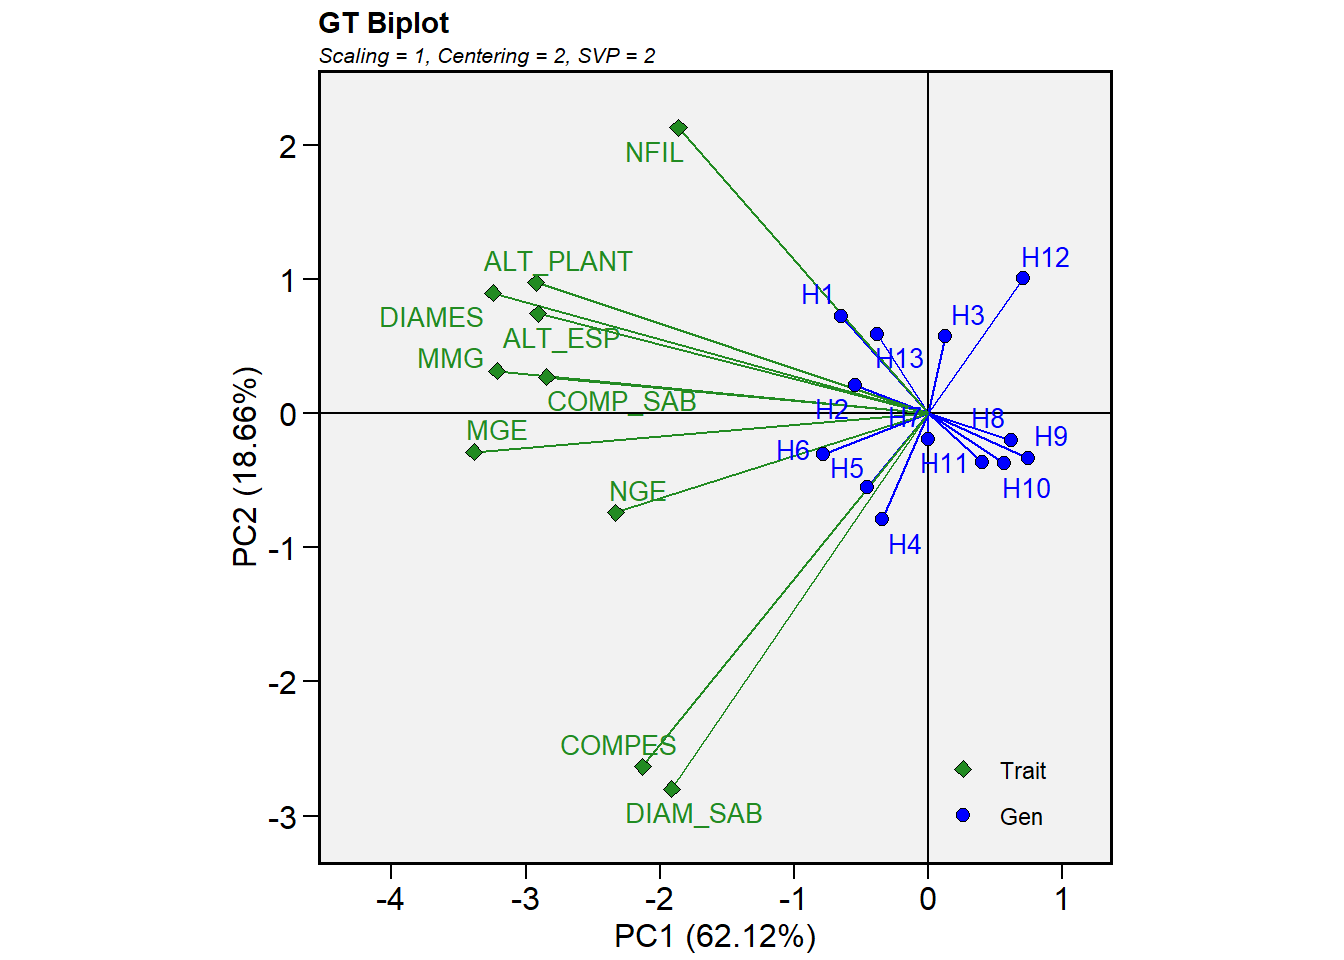 GT Biplot
Scaling = 1, Centering = 2, SVP = 2
2
1
0
-1
-2
-3
PC2 (18.66%)
NFIL
ALT_PLANT
H12
H1
H3
DIAMES
ALT_ESP
MMG
H13
COMP_SAB
H2
H7
H8
MGE
H9
H6
H5
H11
NGE
H10
H4
COMPES
DIAM_SAB
Trait
Gen
-4
-3
-2
-1
0
1
PC1 (62.12%)